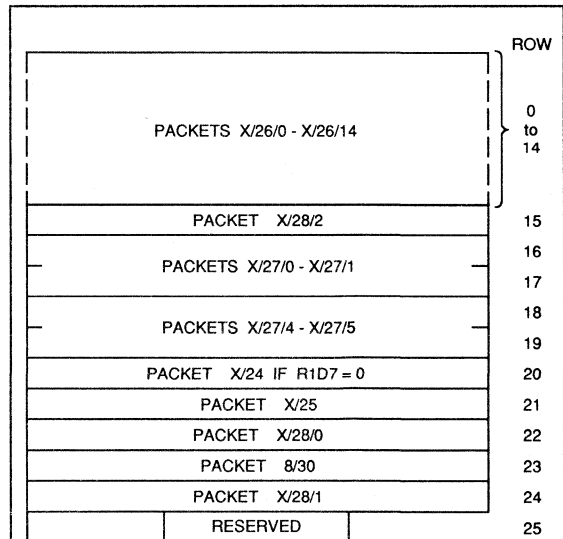 ROW
PACKETS X/26/0 - X/26/14
0
to
14
PACKET X/28/2 15
16
PACKETS X/27/0 - X/27/1
17
18
PACKETS X/27/4 - X/27/5
19
PACKET X/24 IF R1D7 = 0 20
PACKET X/25 21
PACKET X/28/0 22
PACKET 8/30 23
PACKET X/28/1 24
RESERVED 25